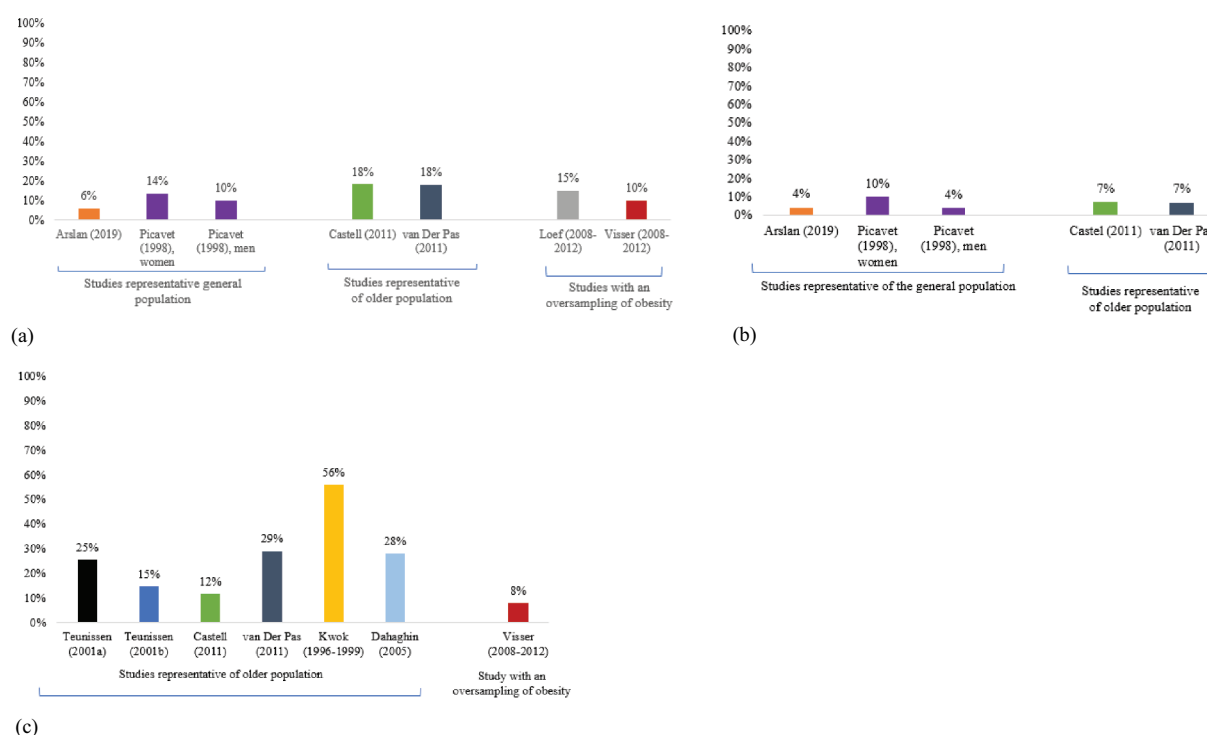 100%
90%
80%
70%
60%
50%
40%
30%
20%
10%
0%
6%
14%
10%
18%
18%
15%
10%
Arslan (2019)
Picavet
(1998),
women
Picavet
(1998), men
Castell (2011)
van Der Pas
(2011)
Loef (2008-
2012)
Visser (2008-
2012)
Studies representative general
population
Studies representative
of older population
Studies with an
oversampling of obesity
(a)
100%
90%
80%
70%
60%
50%
40%
30%
20%
10%
0%
4%
10%
4%
7%
7%
Arslan (2019)
Picavet
(1998),
women
Picavet
(1998), men
Castel (2011)
van Der Pas
(2011)
Studies representative of the general population
Studies representative
of older population
(b)
100%
90%
80%
70%
60%
50%
40%
30%
20%
10%
0%
25%
15%
12%
29%
56%
28%
8%
Teunissen
(2001a)
Teunissen
(2001b)
Castell
(2011)
van Der Pas
(2011)
Kwok
(1996-1999)
Dahaghin
(2005)
Visser
(2008-2012)
Studies representative of older population
Study with an
oversampling of obesity
(c)